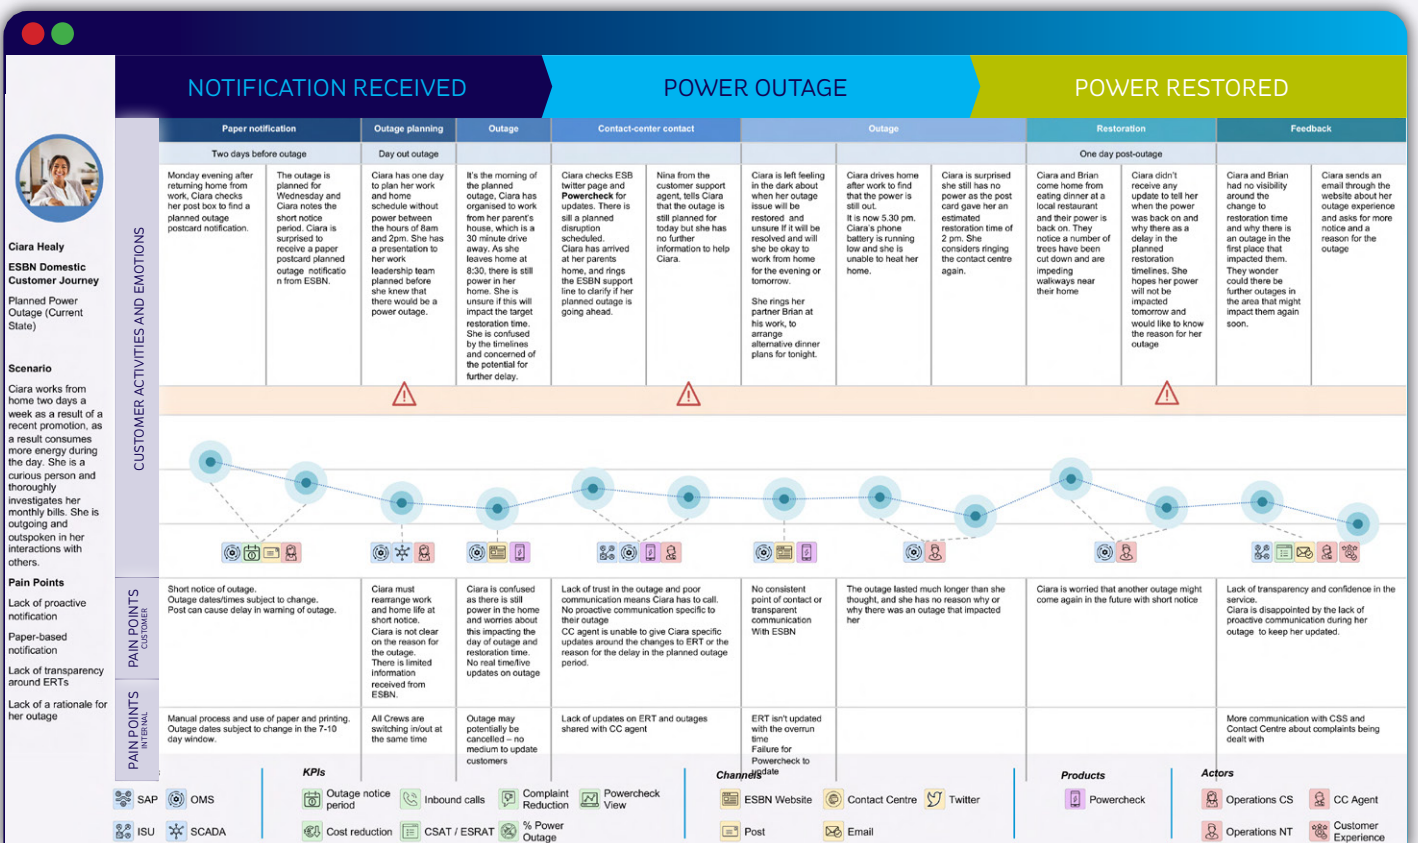 NOTIFICATION RECEIVED
POWER OUTAGE
POWER RESTORED
Ciara Healy
ESBN Domestic
Customer Journey
Planned Power
Outage (Current
State)
Scenario
Ciara works from
home two days a
week as a result of a
recent promotion, as
a result consumes
more energy during
the day. She is a
curious person and
thoroughly
investigates her
monthly bills. She is
outgoing and
outspoken in her
interactions with
others.
Pain Points
Lack of proactive
notification
Paper-based
notification
Lack of transparency
around ERTs
Lack of a rationale for
her outage
CUSTOMER ACTIVITIES AND EMOTIONS
Paper notification
Outage planning
Outage
Contact-center contact
Outage
Restoration
Feedback
Two days before outage
Day out outage
One day post-outage
Monday evening after
returning home from
work, Ciara checks
her post box to find a
planned outage
postcard notification.
The outage is
planned for
Wednesday and
Ciara notes the
short notice
period. Ciara is
surprised to
receive a paper
postcard planned
outage notificatio
n from ESBN.
Ciara has one day
to plan her work
and home
schedule without
power between
the hours of 8am
and 2pm. She has
a presentation to
her work
leadership team
planned before
she knew that
there would be a
power outage.
It's the morning of
the planned
outage, Ciara has
organised to work
from her parent's
house, which is a
30 minute drive
away. As she
leaves home at
8:30, there is still
power in her
home. She is
unsure if this will
impact the target
restoration time.
She is confused
by the timelines
and concerned of
the potential for
further delay.
Ciara checks ESB
twitter page and
Powercheck for
updates. There is
sill a planned
disruption
scheduled.
Ciara has arrived
at her parents
home, and rings
the ESBN support
line to clarify if her
planned outage is
going ahead.
Nina from the
customer support
agent, tells Ciara
that the outage is
still planned for
today but she has
no further
information to help
Ciara.
Ciara is left feeling
in the dark about
when her outage
issue will be
restored and
unsure If it will be
resolved and will
she be okay to
work from home
for the evening or
tomorrow.
She rings her
partner Brian at
his work, to
arrange
alternative dinner
plans for tonight.
Ciara drives home
after work to find
that the power is
still out.
It is now 5.30 pm.
Ciara's phone
battery is running
low and she is
unable to heat her
home.
Ciara is surprised
she still has no
power as the post
card gave her an
estimated
restoration time of
2 pm. She
considers ringing
the contact centre
again.
Ciara and Brian
come home from
eating dinner at a
local restaurant
and their power is
back on. They
notice a number of
trees have been
cut down and are
impeding
walkways near
their home
Ciara didn't
receive any
update to tell her
when the power
was back on and
why there as a
delay in the
planned
restoration
timelines. She
hopes her power
will not be
impacted
tomorrow and
would like to know
the reason for her
outage
Ciara and Brian
had no visibility
around the
change to
restoration time
and why there is
an outage in the
first place that
impacted them.
They wonder
could there be
further outages in
the area that might
impact them again
soon.
Ciara sends an
email through the
website about her
outage experience
and asks for more
notice and a
reason for the
outage
PAIN POINTS
CUSTOMER
Short notice of outage.
Outage dates/times subject to change.
Post can cause delay in warning of outage.
Ciara must
rearrange work
and home life at
short notice.
Ciara is not clear
on the reason for
the outage.
There is limited
information
received from
ESBN.
Ciara is confused
as there is still
power in the home
and worries about
this impacting the
day of outage and
restoration time.
No real time/live
updates on outage
Lack of trust in the outage and poor
communication means Ciara has to call.
No proactive communication specific to
their outage
CC agent is unable to give Ciara specific
updates around the changes to ERT or the
reason for the delay in the planned outage
period.
No consistent
point of contact or
transparent
communication
With ESBN
The outage lasted much longer than she
thought, and she has no reason why or
why there was an outage that impacted
her
Ciara is worried that another outage might
come again in the future with short notice
Lack of transparency and confidence in the
service.
Ciara is disappointed by the lack of
proactive communication during her
outage to keep her updated.
PAIN POINTS
INTERNAL
Manual process and use of paper and printing.
Outage dates subject to change in the 7-10
day window.
All Crews are
switching in/out at
the same time
Outage may
potentially be
cancelled – no
medium to update
customers
Lack of updates on ERT and outages
shared with CC agent
ERT isn't updated
with the overrun
time
Failure for
Powercheck to
update
More communication with CSS and
Contact Centre about complaints being
dealt with
SAP
OMS
ISU
SCADA
KPIs
Outage notice
period
Inbound calls
Complaint
Reduction
Powercheck
View
Cost reduction
CSAT / ESRAT
% Power
Outage
Channels
ESBN Website
Contact Centre
Twitter
Post
Email
Products
Powercheck
Actors
Operations CS
CC Agent
Operations NT
Customer
Experience